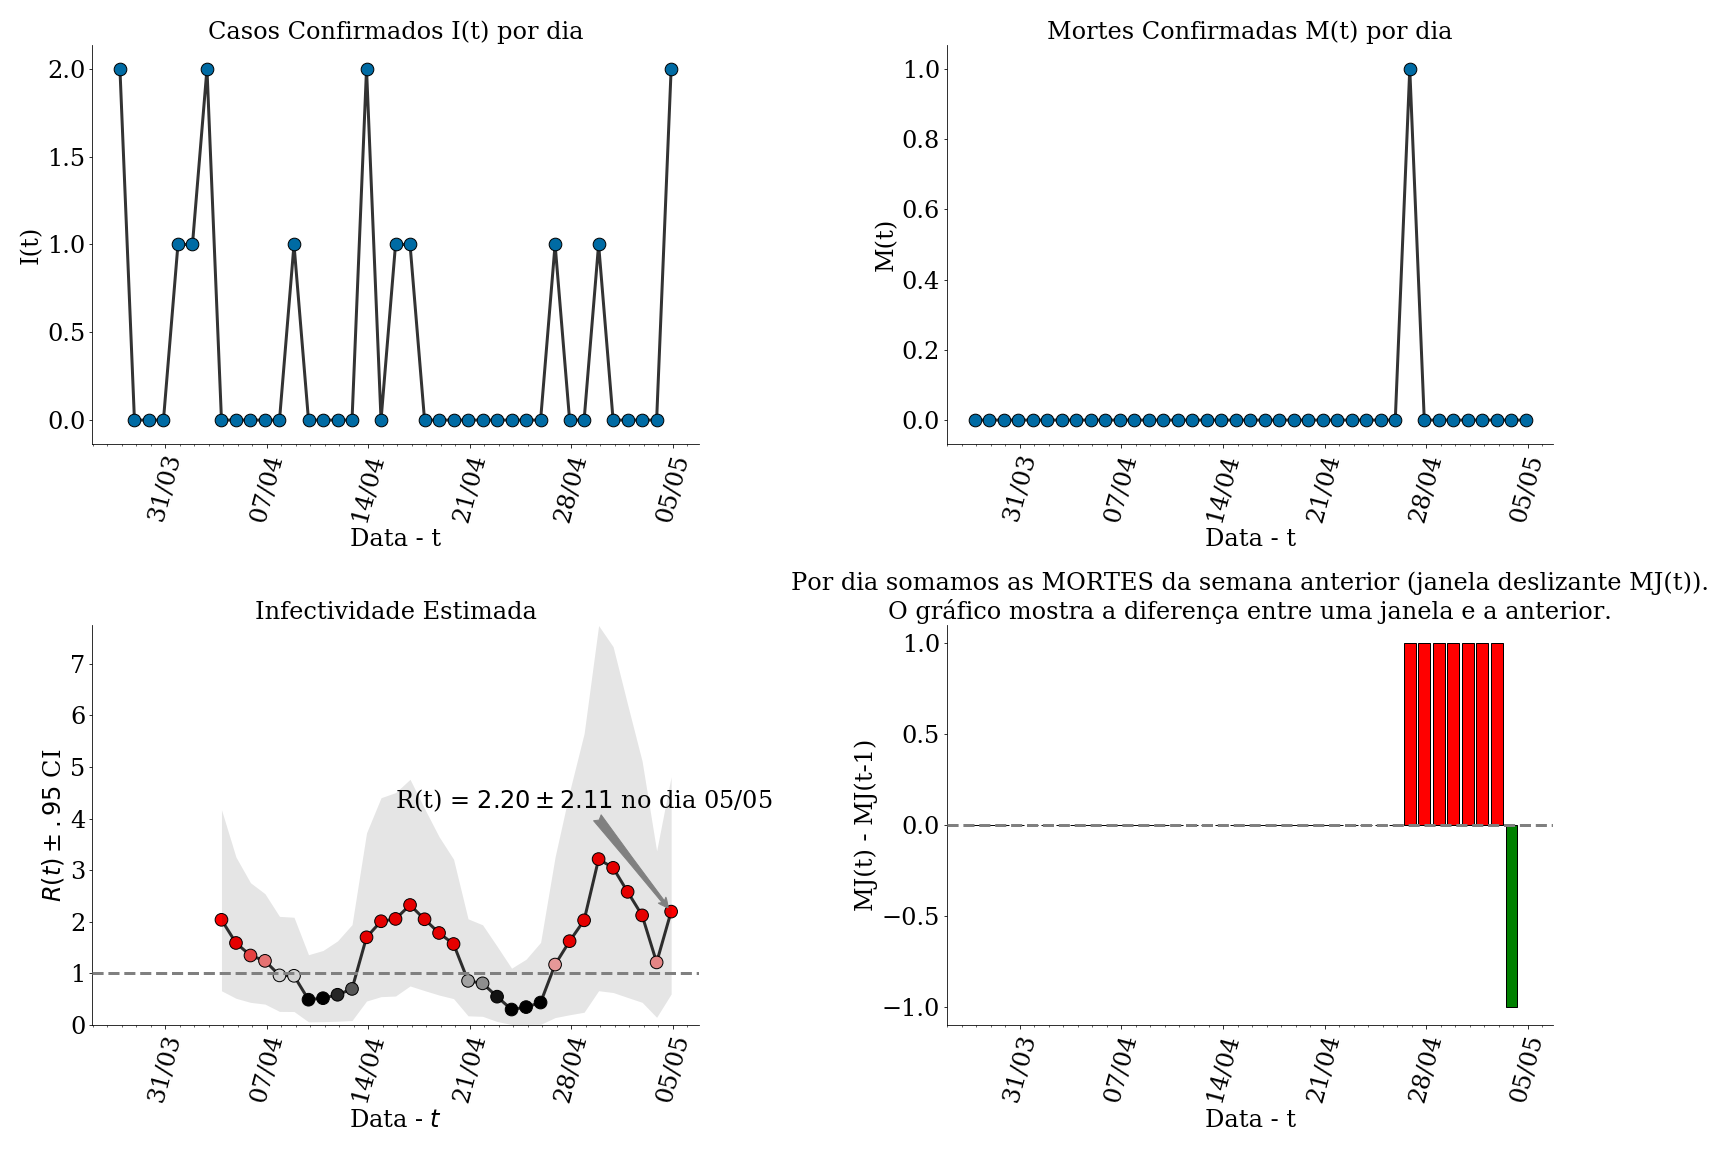 Casos Confirmados I(t) por dia
I(t)
2.0
1.5
1.0
0.5
0.0
31/03 07/04 14/04 21/04 28/04 05/05
Data - t
Mortes Confirmadas M(t) por dia
M(t)
1.0
0.8
0.6
0.4
0.2
0.0
31/03 07/04 14/04 21/04 28/04 05/05
Data - t
Infectividade Estimada
R(t) ± .95 CI
7
6
5
4
3
2
1
0
R(t) = 2.20 ± 2.11 no dia 05/05
31/03 07/04 14/04 21/04 28/04 05/05
Data - t
Por dia somamos as MORTES da semana anterior (janela deslizante MJ(t)).
O gráfico mostra a diferença entre uma janela e a anterior.
MJ(t) - MJ(t-1)
1.0
0.5
0.0
−0.5
−1.0
31/03 07/04 14/04 21/04 28/04 05/05
Data - t